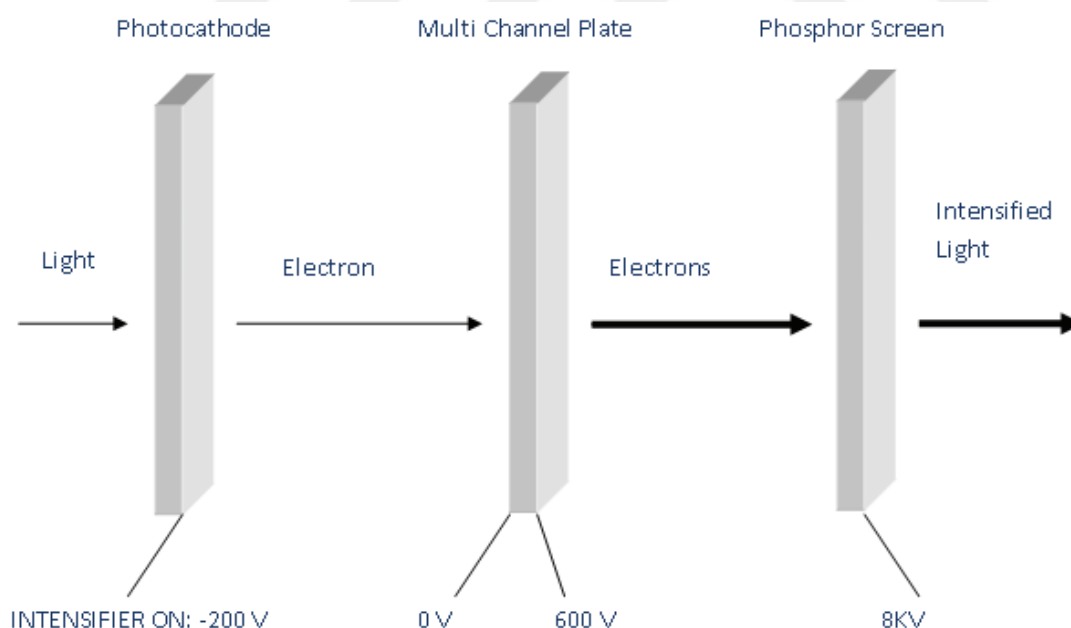 Photocathode
Multi Channel Plate
Phosphor Screen
Light
Electron
Electrons
Intensified
Light
INTENSIFIER ON: -200 V
0 V
600 V
8KV